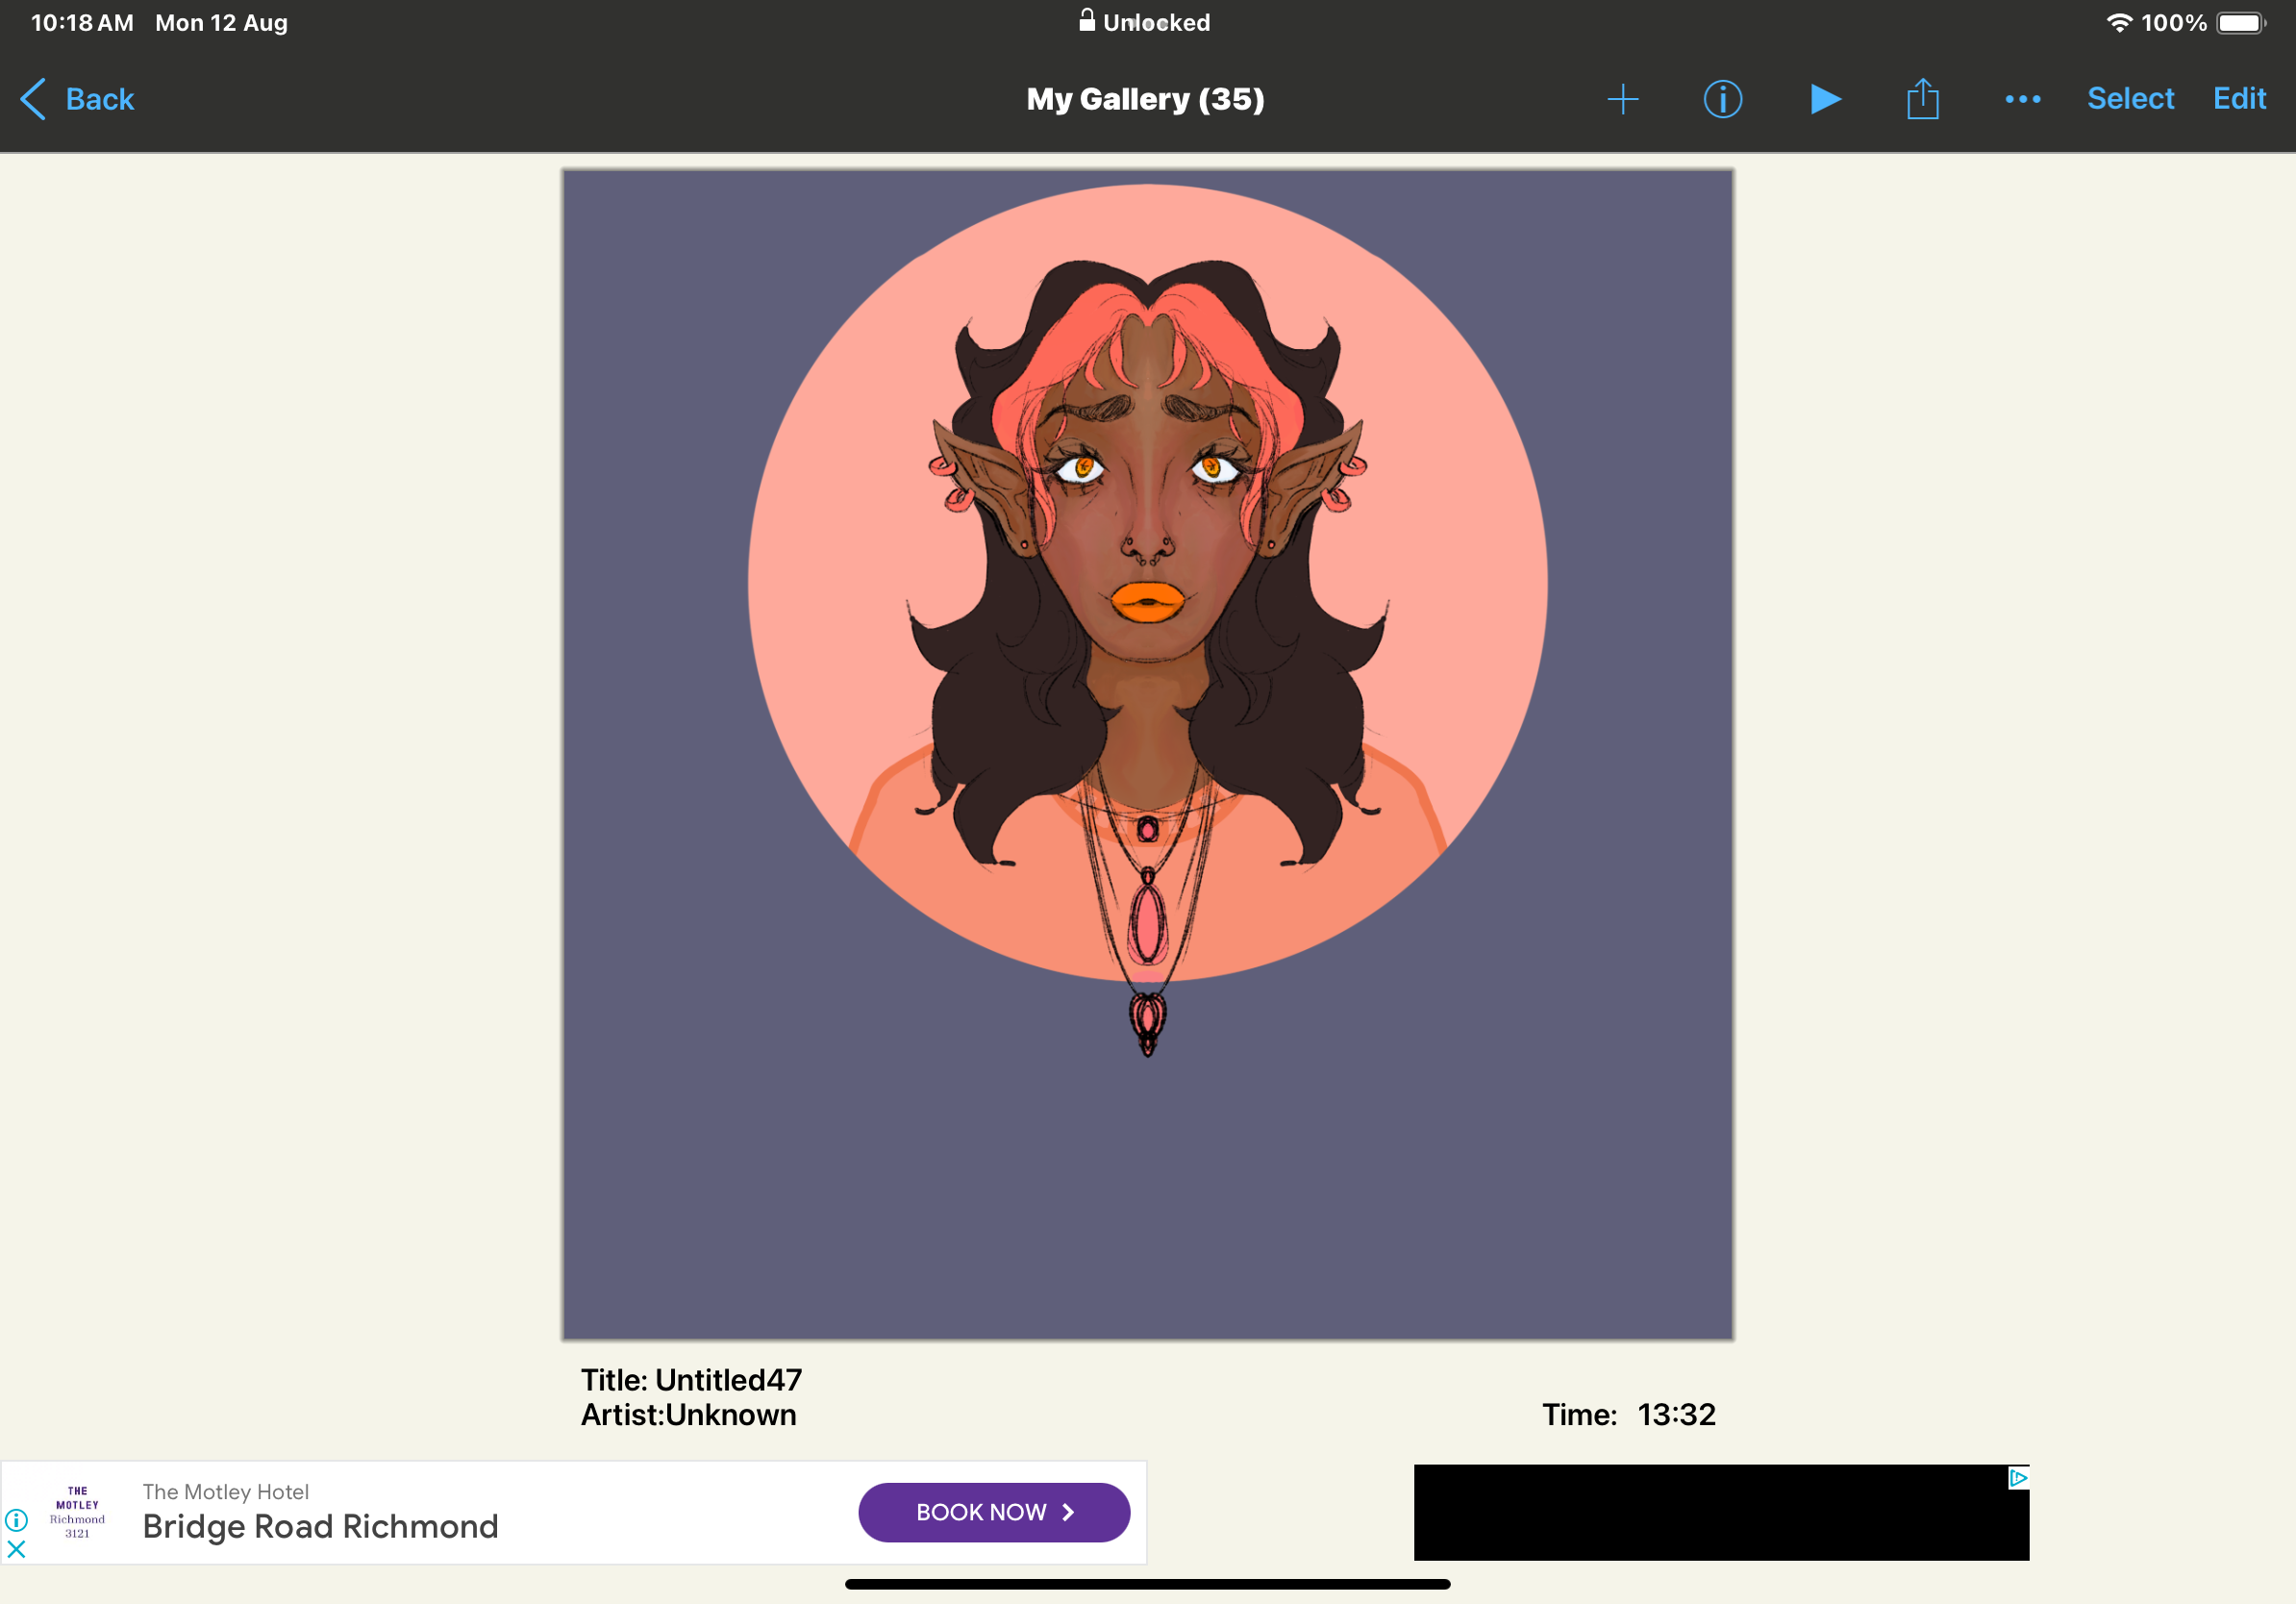 10:18 AM Mon 12 Aug Unlocked 100%
Back My Gallery (35) Select Edit
Title: Untitled47
Artist:Unknown Time: 13:32
THE
MOTLEY
Richmond
3121
The Motley Hotel
Bridge Road Richmond
BOOK NOW